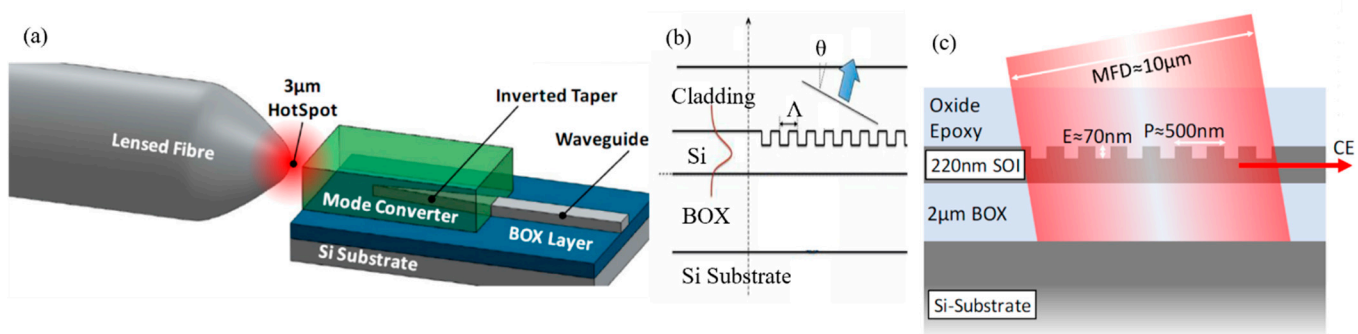 (a)
3μm
HotSpot
Lensed Fibre
Inverted Taper
Waveguide
Mode Converter
BOX Layer
Si Substrate
(b)
θ
Cladding
Λ
Si
BOX
Si Substrate
(c)
MFD≈10μm
Oxide
Epoxy
E≈70nm
P≈500nm
CE
220nm SOI
2μm BOX
Si-Substrate